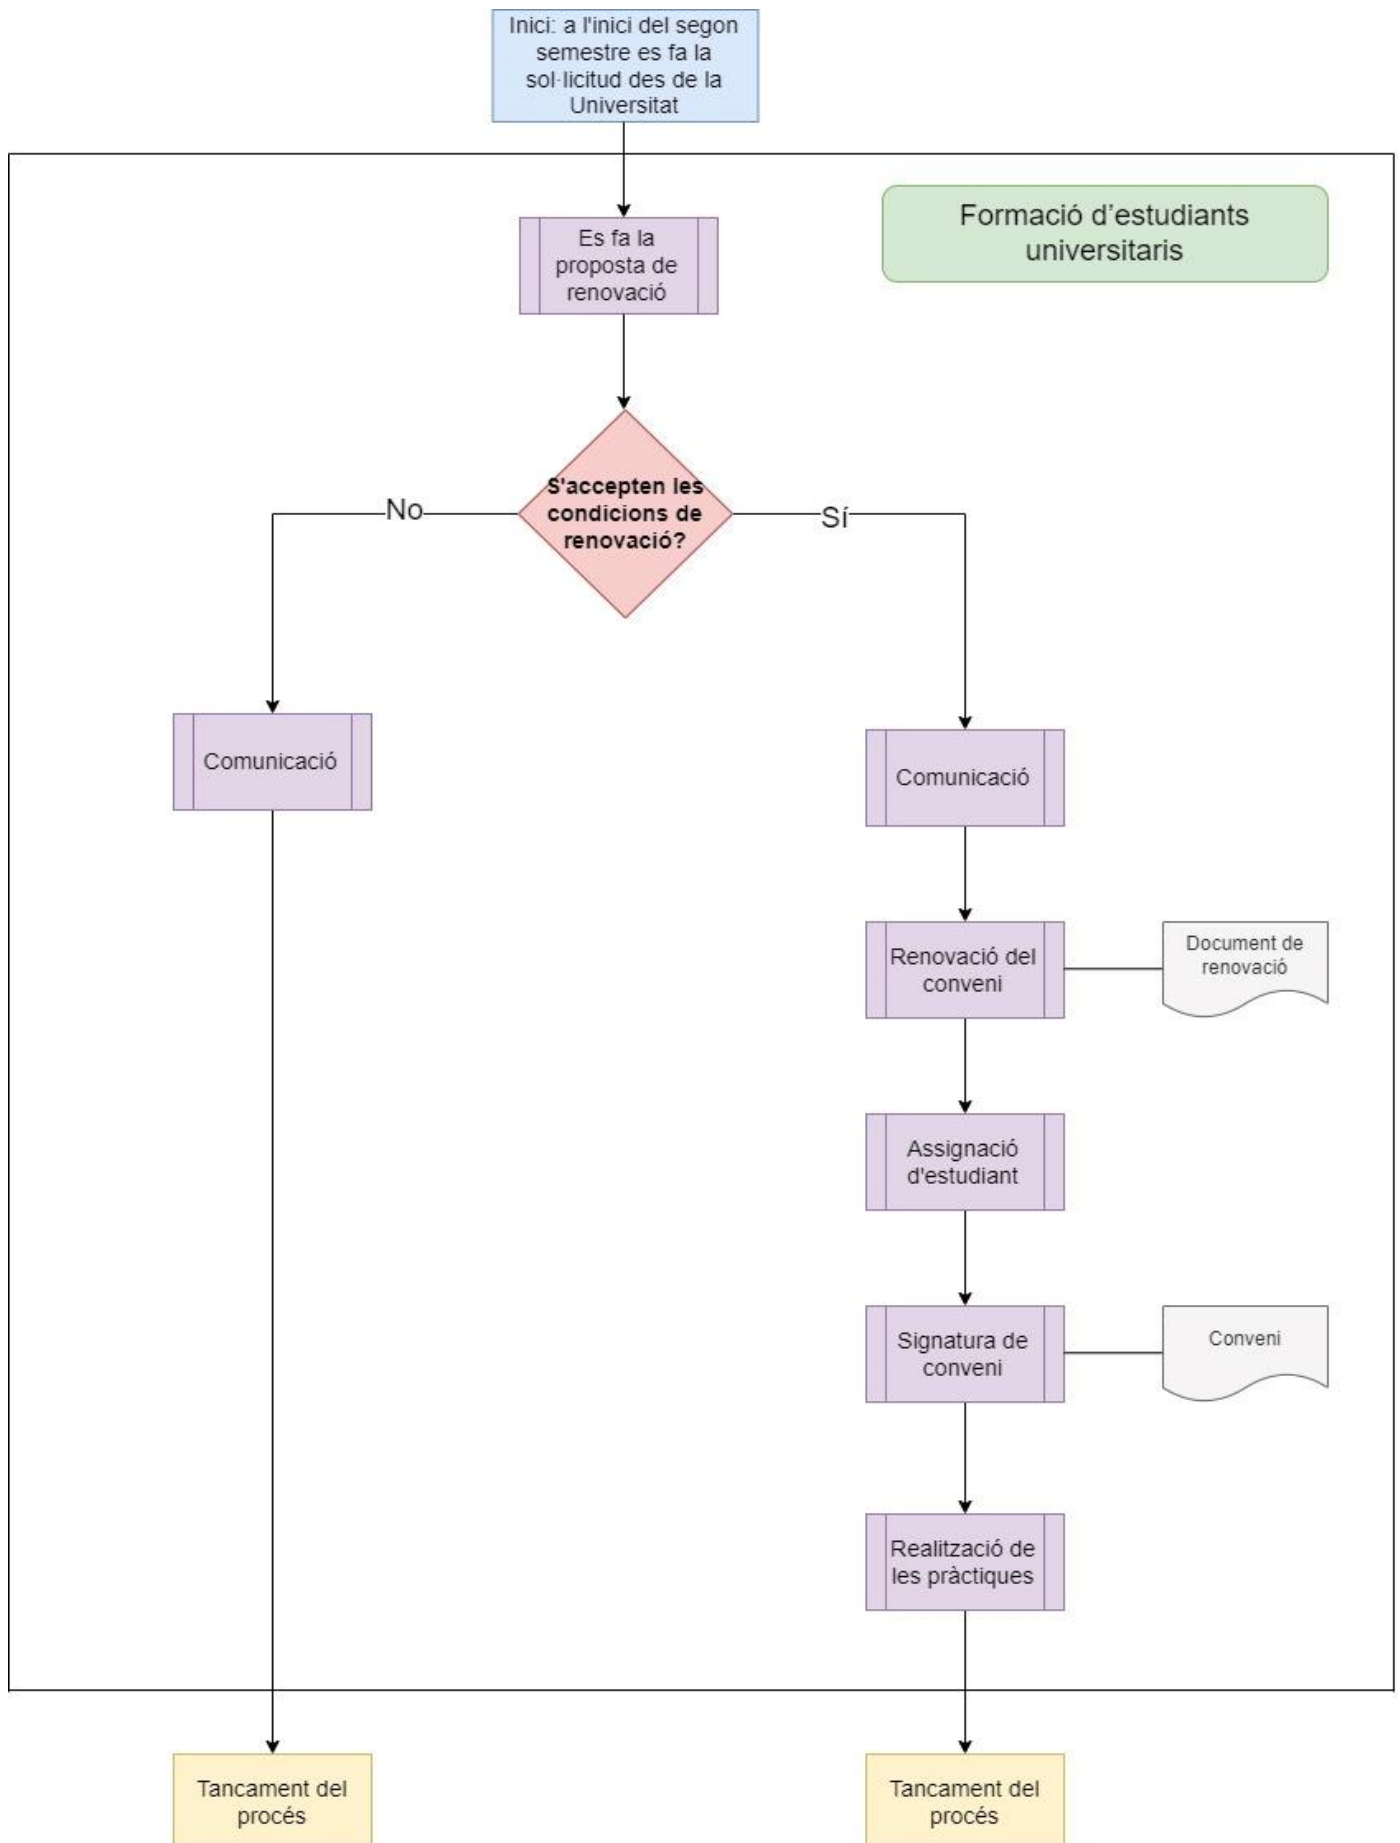 Inici: a l'inici del segon
semestre es fa la
sol·licitud des de la
Universitat
Formació d’estudiants
universitaris
Es fa la
proposta de
renovació
S'accepten les
condicions de
renovació?
No
Sí
Comunicació
Comunicació
Renovació del
conveni
Document de
renovació
Assignació
d'estudiant
Signatura de
conveni
Conveni
Realització de
les pràctiques
Tancament del
procés
Tancament del
procés